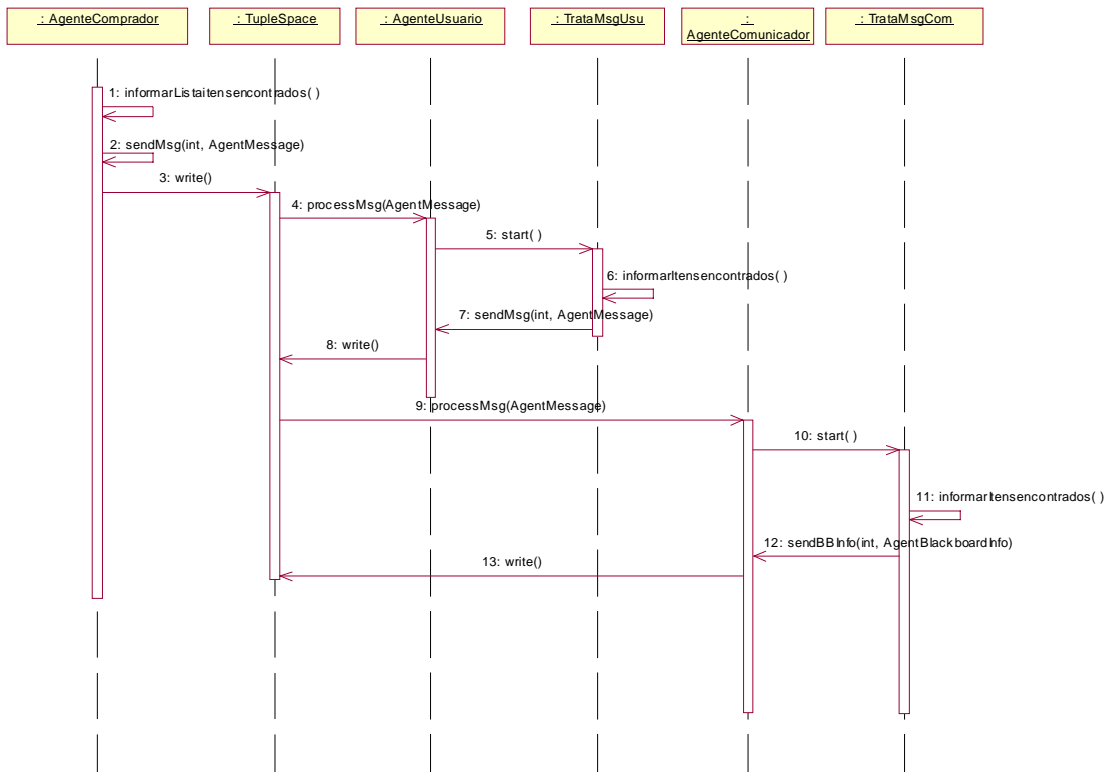 : AgenteComprador
: TupleSpace
: AgenteUsuario
: TrataMsgUsu
:
AgenteComunicador
: TrataMsgCom
1: informarListaitensencontrados( )
2: sendMsg(int, AgentMessage)
3: write()
4: processMsg(AgentMessage)
5: start( )
6: informarItensencontrados( )
7: sendMsg(int, AgentMessage)
8: write()
9: processMsg(AgentMessage)
10: start( )
11: informarItensencontrados( )
12: sendBBInfo(int, AgentBlackboardInfo)
13: write()